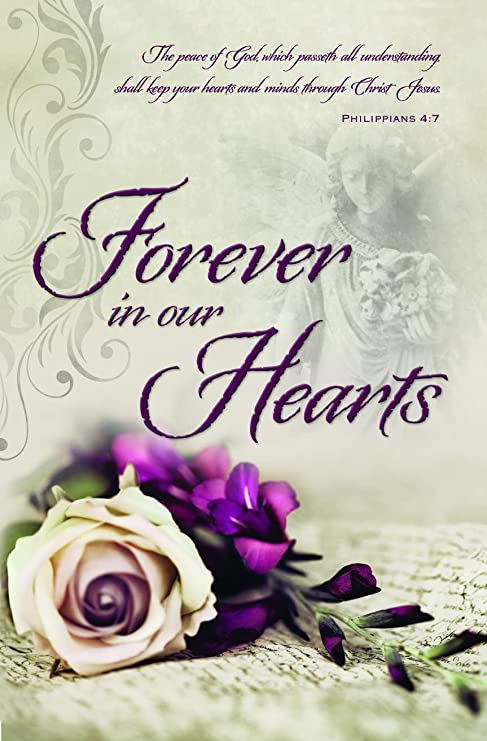 The peace of God, which passeth all understanding,
shall keep your hearts and minds through Christ Jesus.
Philippians 4:7
Forever
in our
Hearts